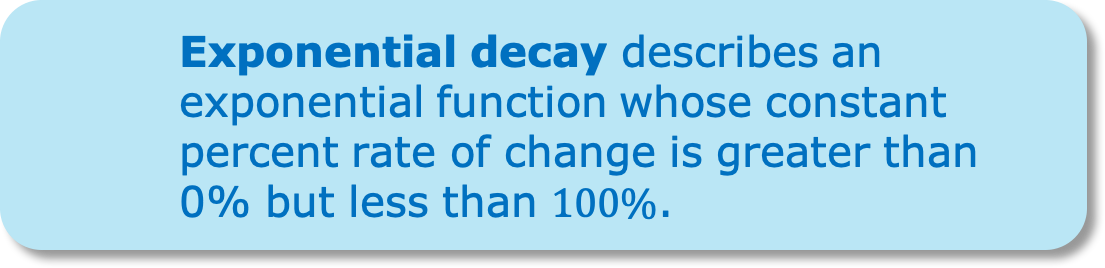 Exponential decay describes an
exponential function whose constant
percent rate of change is greater than
0% but less than 100%.